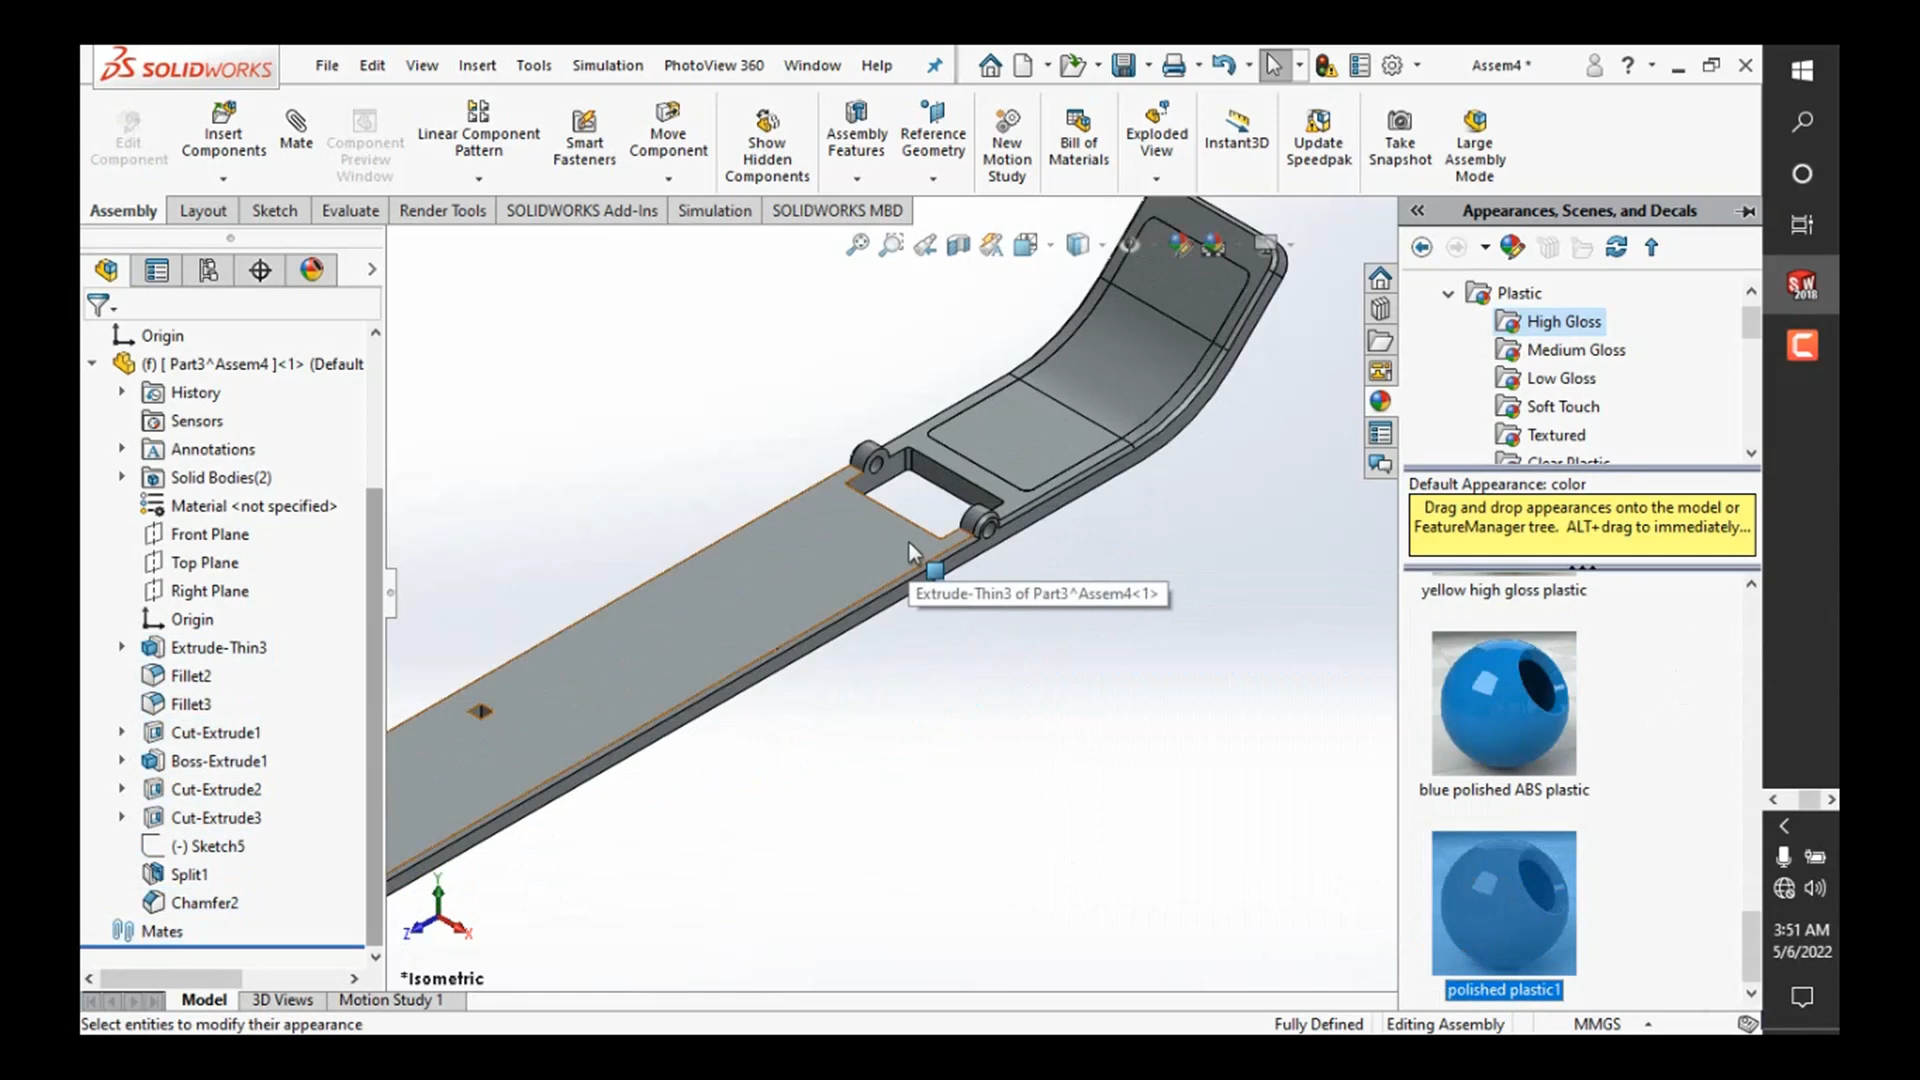 SOLIDWORKS
File Edit View Insert Tools Simulation PhotoView 360 Window Help
Assem4 *
?
Edit Component
Insert Components
Mate
Component Preview Window
Linear Component Pattern
Smart Fasteners
Move Component
Show Hidden Components
Assembly Features
Reference Geometry
New Motion Study
Bill of Materials
Exploded View
Instant3D
Update Speedpak
Take Snapshot
Large Assembly Mode
Assembly Layout Sketch Evaluate Render Tools SOLIDWORKS Add-Ins Simulation SOLIDWORKS MBD
Origin
(f) [ Part3^Assem4 ]<1> (Default
History
Sensors
Annotations
Solid Bodies(2)
Material <not specified>
Front Plane
Top Plane
Right Plane
Origin
Extrude-Thin3
Fillet2
Fillet3
Cut-Extrude1
Boss-Extrude1
Cut-Extrude2
Cut-Extrude3
(-) Sketch5
Split1
Chamfer2
Mates
Extrude-Thin3 of Part3^Assem4<1>
Y
Z
X
*Isometric
Appearances, Scenes, and Decals
Plastic
High Gloss
Medium Gloss
Low Gloss
Soft Touch
Textured
Clear Plastic
Default Appearance: color
Drag and drop appearances onto the model or
FeatureManager tree. ALT+drag to immediately...
yellow high gloss plastic
blue polished ABS plastic
polished plastic1
Model 3D Views Motion Study 1
Select entities to modify their appearance
Fully Defined Editing Assembly MMGS
SW
2018
3:51 AM
5/6/2022